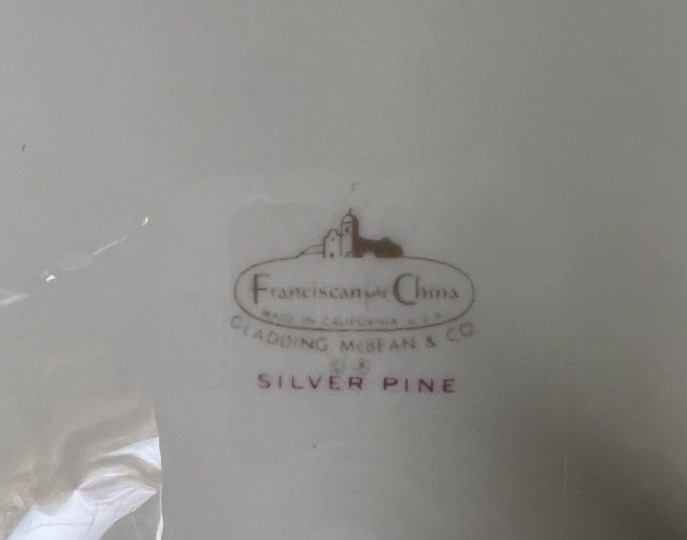 Franciscan China
MADE IN CALIFORNIA U.S.A.
GLADDING, McBEAN & CO
© ®
SILVER PINE